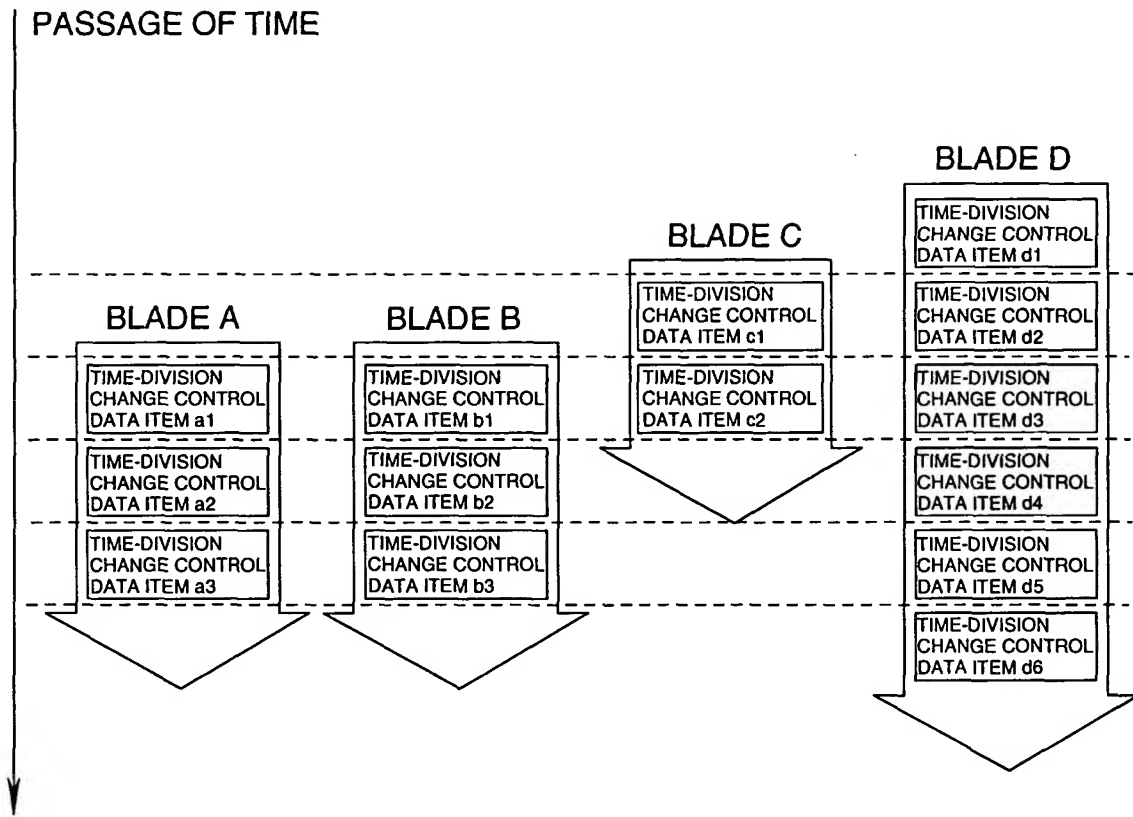 PASSAGE OF TIME
BLADE D
TIME-DIVISION
CHANGE CONTROL
DATA ITEM d1
TIME-DIVISION
CHANGE CONTROL
DATA ITEM d2
TIME-DIVISION
CHANGE CONTROL
DATA ITEM d3
TIME-DIVISION
CHANGE CONTROL
DATA ITEM d4
TIME-DIVISION
CHANGE CONTROL
DATA ITEM d5
TIME-DIVISION
CHANGE CONTROL
DATA ITEM d6
BLADE C
TIME-DIVISION
CHANGE CONTROL
DATA ITEM c1
TIME-DIVISION
CHANGE CONTROL
DATA ITEM c2
BLADE A
TIME-DIVISION
CHANGE CONTROL
DATA ITEM a1
TIME-DIVISION
CHANGE CONTROL
DATA ITEM a2
TIME-DIVISION
CHANGE CONTROL
DATA ITEM a3
BLADE B
TIME-DIVISION
CHANGE CONTROL
DATA ITEM b1
TIME-DIVISION
CHANGE CONTROL
DATA ITEM b2
TIME-DIVISION
CHANGE CONTROL
DATA ITEM b3